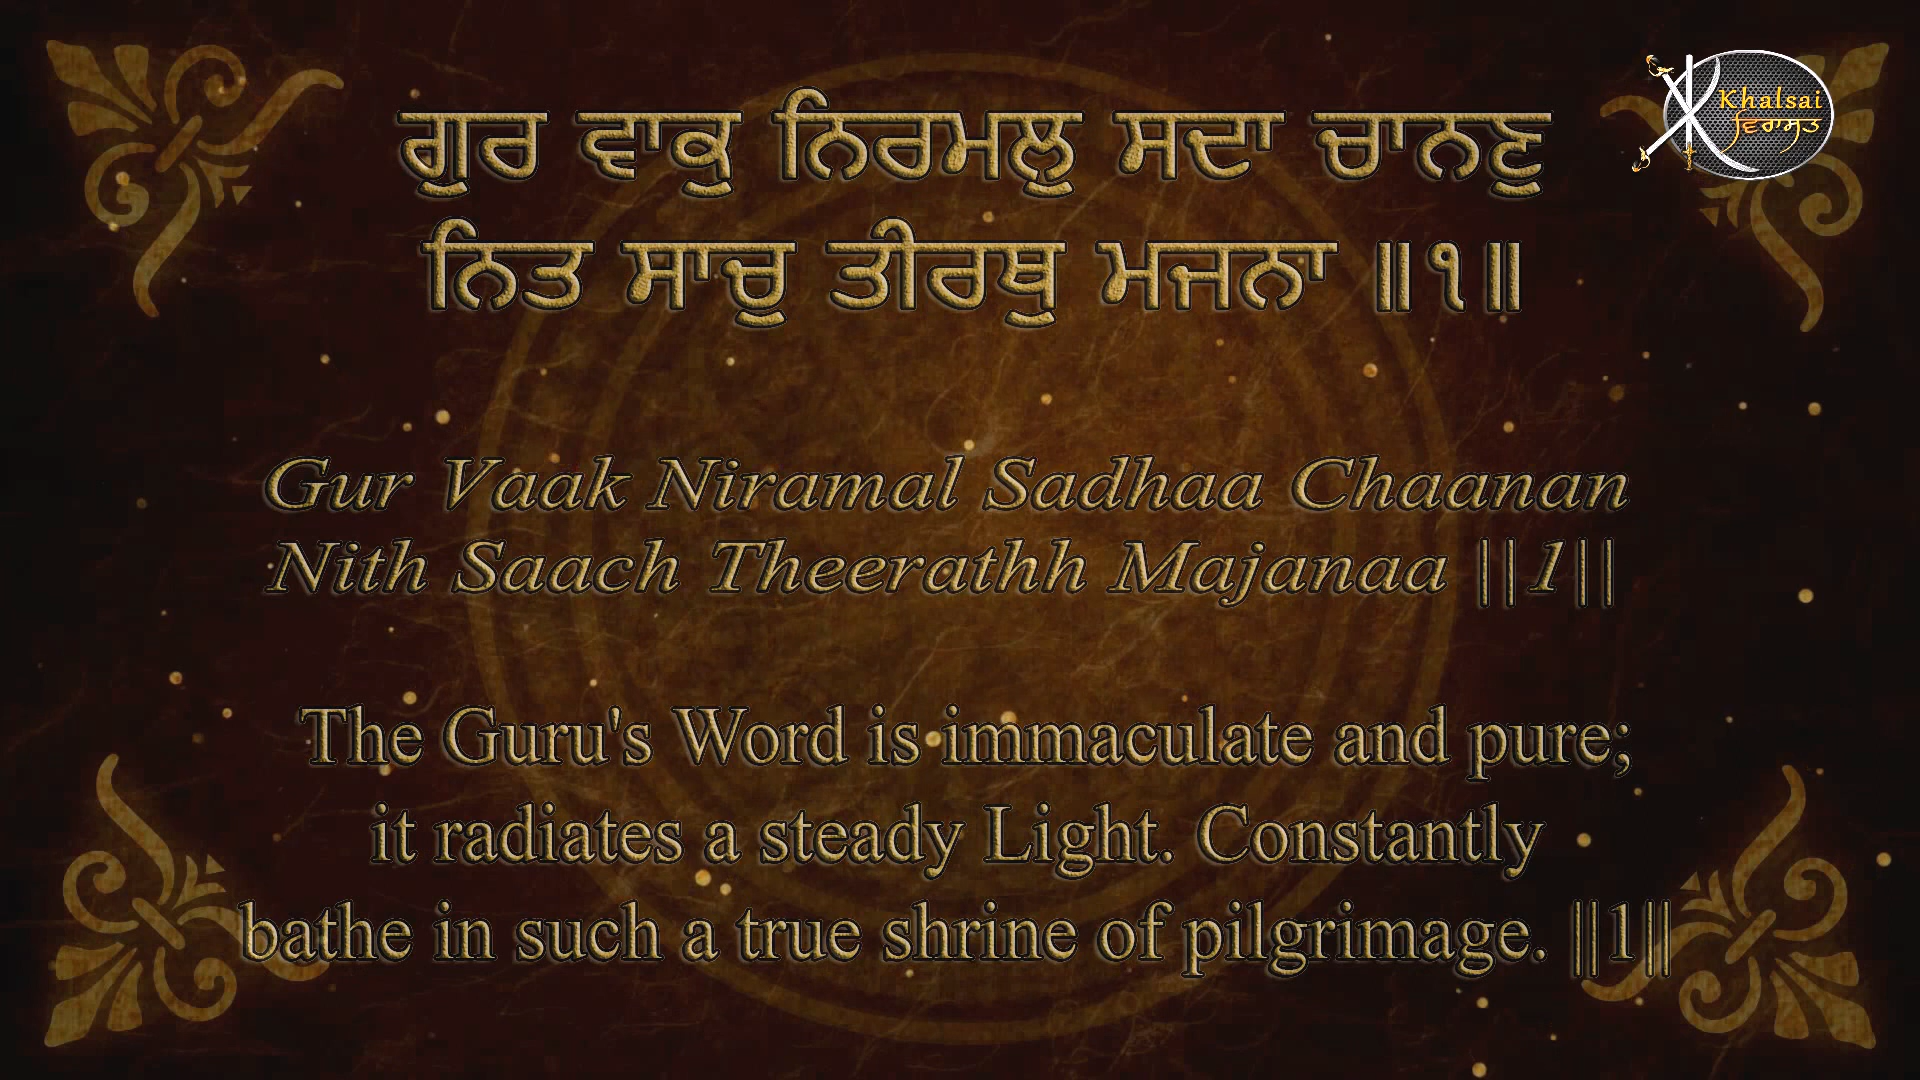 ਗੁਰ ਵਾਕੁ ਨਿਰਮਲੁ ਸਦਾ ਚਾਨਣੁ
ਨਿਤ ਸਾਚੁ ਤੀਰਥੁ ਮਜਨਾ ॥੧॥
Khalsai
ਵਿਰਾਸਤ
Gur Vaak Niramal Sadhaa Chaanan
Nith Saach Theerathh Majanaa ||1||
The Guru's Word is immaculate and pure;
it radiates a steady Light. Constantly
bathe in such a true shrine of pilgrimage. ||1||